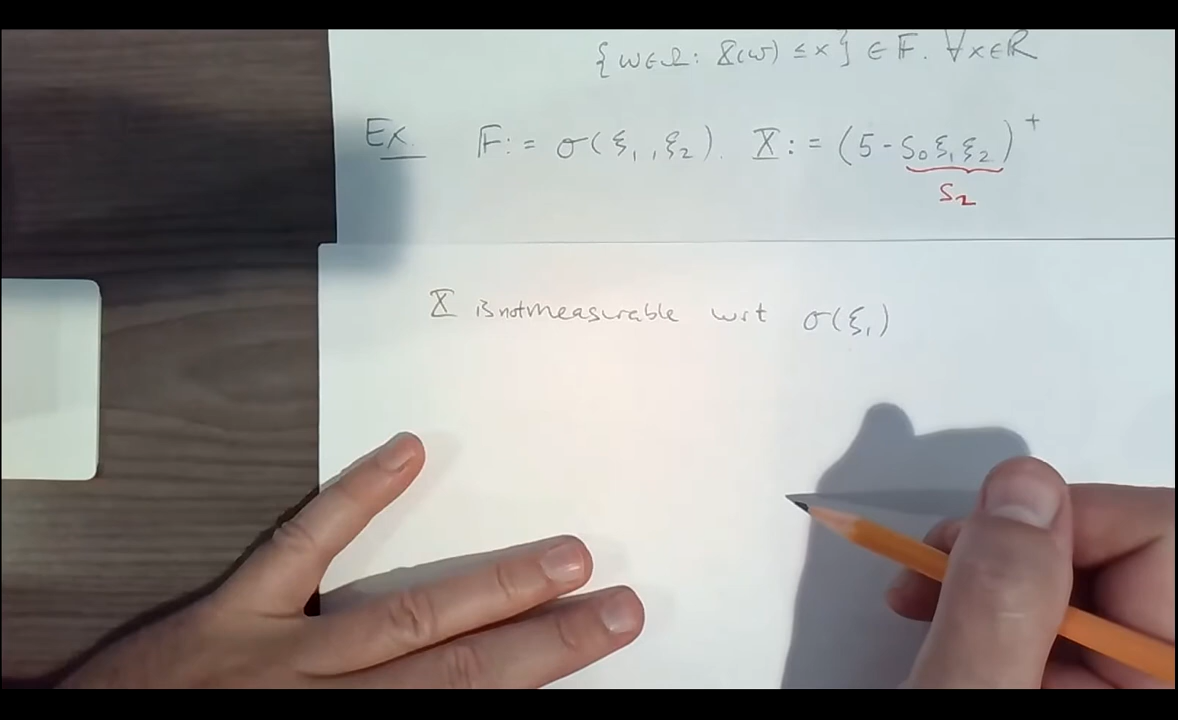 {ω∈Ω: X(ω) ≤ x} ∈ F. ∀x∈R
Ex. F := σ(ξ₁, ξ₂). X := (5 - S₀ξ₁ξ₂)⁺
S₂
X is not measurable wrt σ(ξ₁)